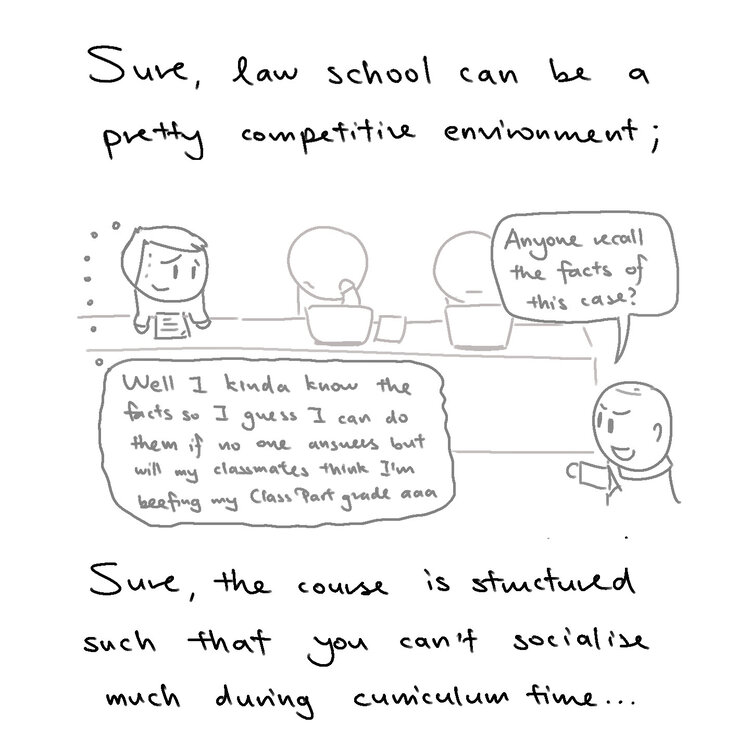 Sure, law school can be a
pretty competitive environment;
Anyone recall
the facts of
this case?
Well I kinda know the
facts so I guess I can do
them if no one answers but
will my classmates think I'm
beefing my Class Part grade aaa
Sure, the course is structured
such that you can't socialise
much during curriculum time...